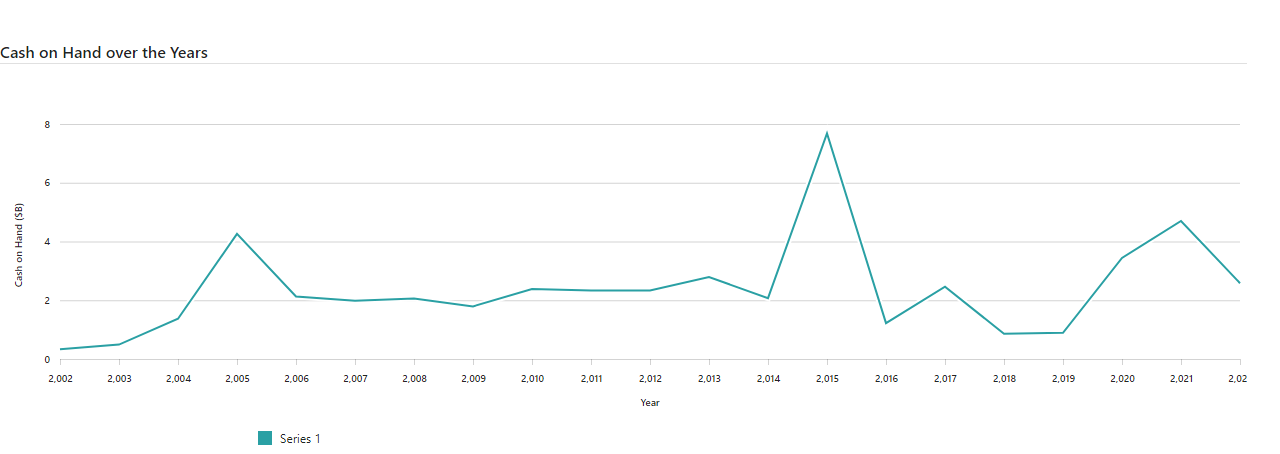 Cash on Hand over the Years
8
6
4
2
0
Cash on Hand ($B)
2,002 2,003 2,004 2,005 2,006 2,007 2,008 2,009 2,010 2,011 2,012 2,013 2,014 2,015 2,016 2,017 2,018 2,019 2,020 2,021 2,02
Year
Series 1